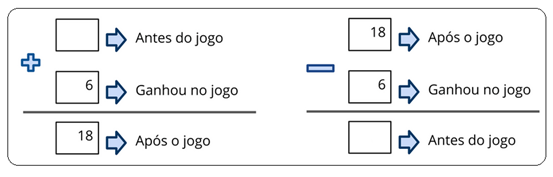 Antes do jogo
+
6 Ganhou no jogo
18 Após o jogo
18 Após o jogo
−
6 Ganhou no jogo
Antes do jogo